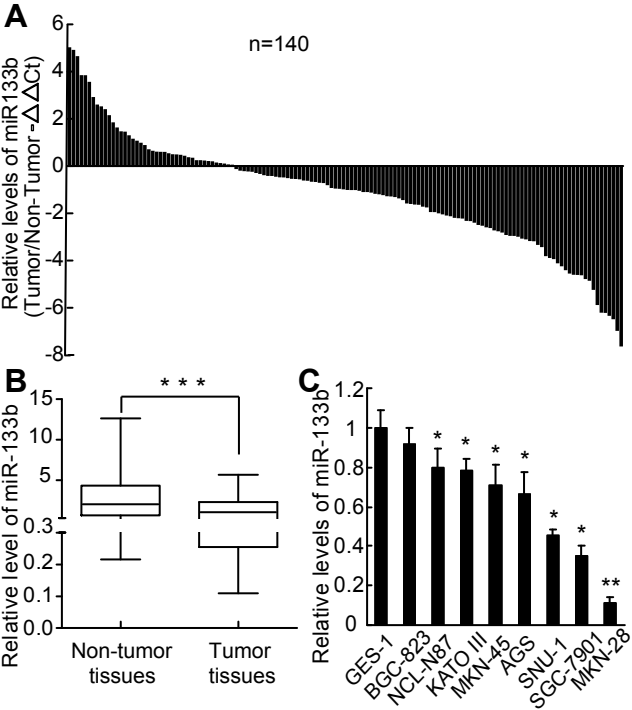 A
Relative levels of miR133b
(Tumor/Non-Tumor -△△Ct)
n=140
6
4
2
0
-2
-4
-6
-8
B
Relative level of miR-133b
* * *
15
10
5
0.3
0.2
0.1
0.0
Non-tumor
tissues
Tumor
tissues
C
Relative levels of miR-133b
1.2
1
0.8
0.6
0.4
0.2
0
* * * * * * **
GES-1
BGC-823
NCL-N87
KATO III
MKN-45
AGS
SNU-1
SGC-7901
MKN-28